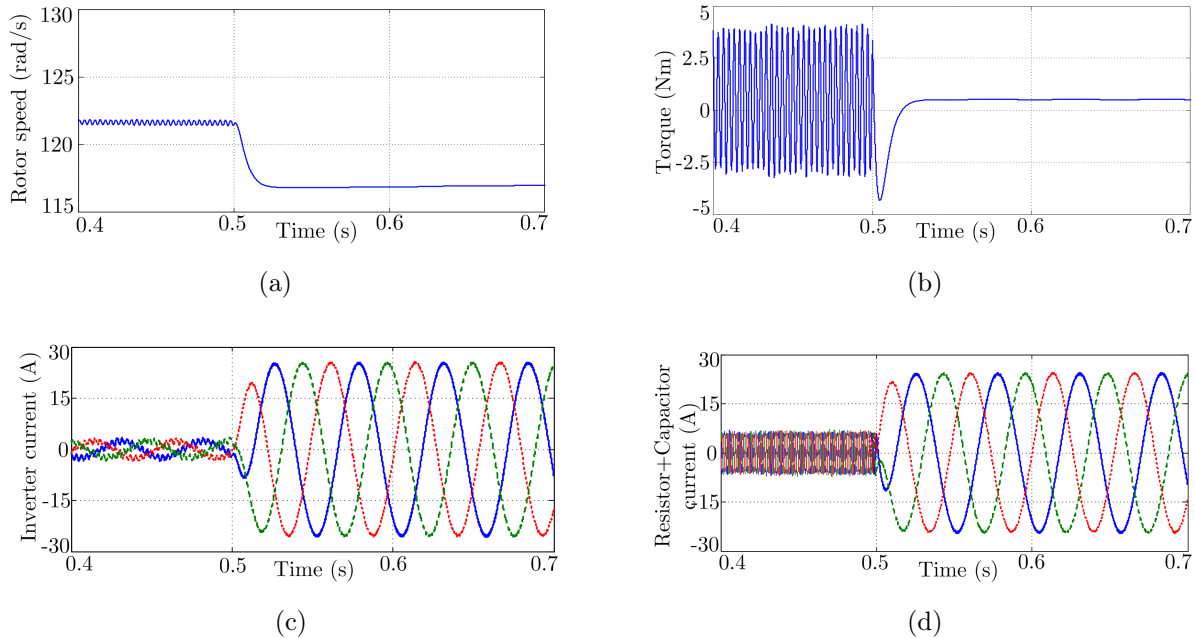 130
125
120
115
Rotor speed (rad/s)
0.4
0.5
0.6
0.7
Time (s)
(a)
5
2.5
0
-2.5
-5
Torque (Nm)
0.4
0.5
0.6
0.7
Time (s)
(b)
30
15
0
-15
-30
Inverter current (A)
0.4
0.5
0.6
0.7
Time (s)
(c)
30
15
0
-15
-30
Resistor+Capacitor
current (A)
0.4
0.5
0.6
0.7
Time (s)
(d)